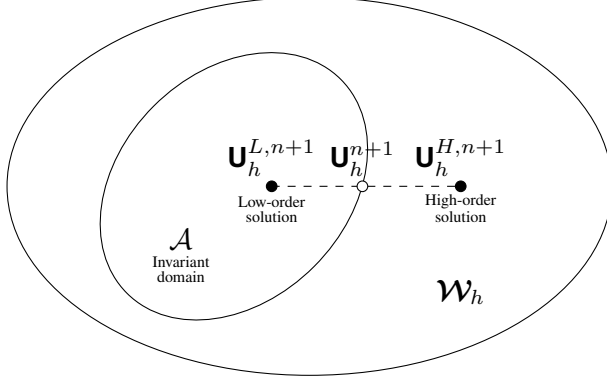 U_h^{L,n+1} U_h^{n+1} U_h^{H,n+1}
Low-order
solution
High-order
solution
𝒜
Invariant
domain
𝒲_h